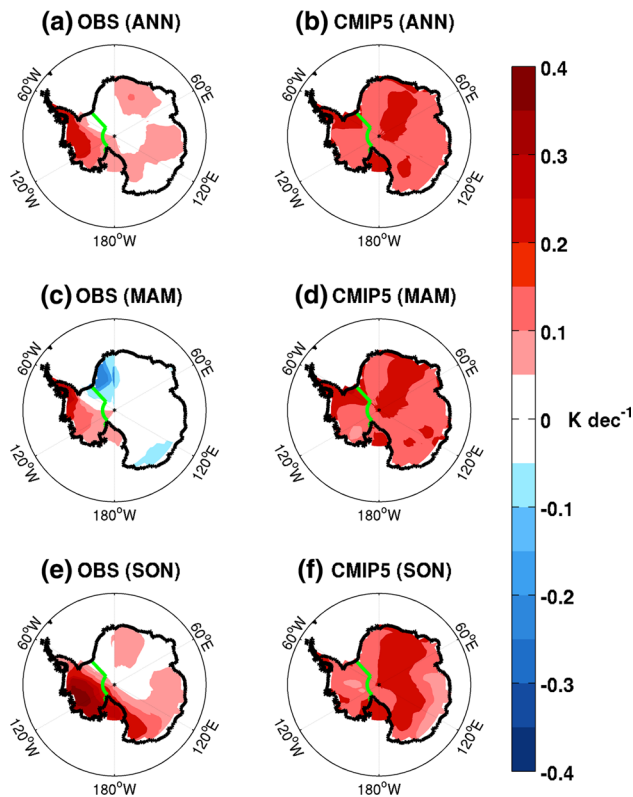 (a) OBS (ANN)
(b) CMIP5 (ANN)
60°W
60°E
120°W
120°E
180°W
60°W
60°E
120°W
120°E
180°W
(c) OBS (MAM)
(d) CMIP5 (MAM)
60°W
60°E
120°W
120°E
180°W
60°W
60°E
120°W
120°E
180°W
(e) OBS (SON)
(f) CMIP5 (SON)
60°W
60°E
120°W
120°E
180°W
60°W
60°E
120°W
120°E
180°W
0.4
0.3
0.2
0.1
0 K dec⁻¹
-0.1
-0.2
-0.3
-0.4